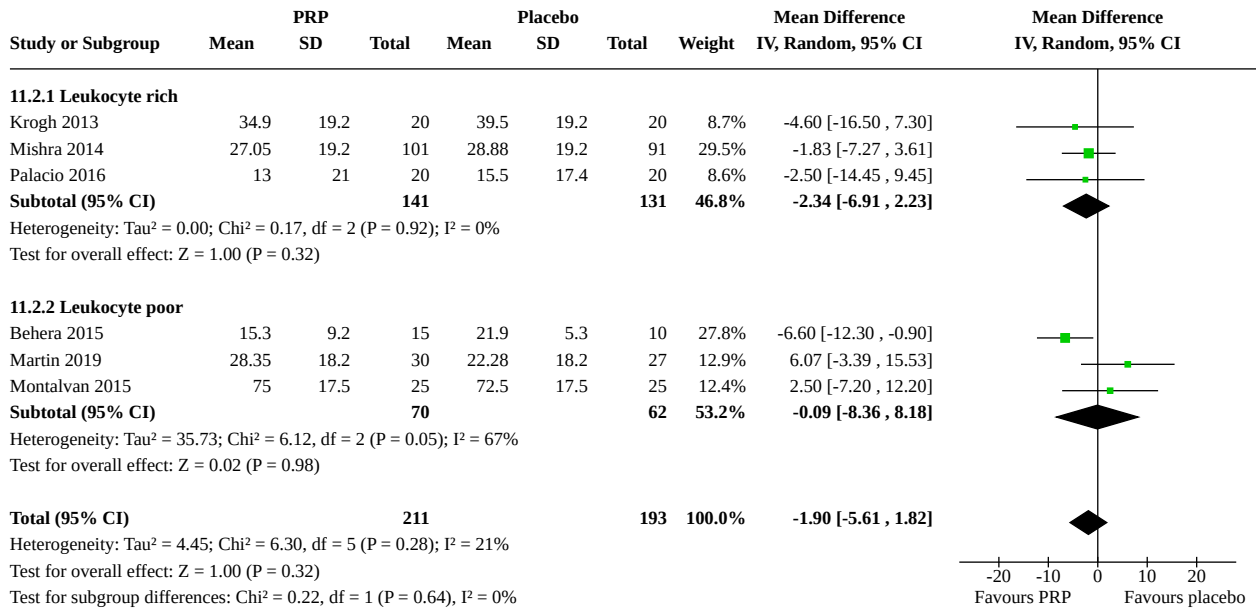 PRP Placebo Mean Difference Mean Difference
Study or Subgroup Mean SD Total Mean SD Total Weight IV, Random, 95% CI IV, Random, 95% CI
11.2.1 Leukocyte rich
Krogh 2013 34.9 19.2 20 39.5 19.2 20 8.7% -4.60 [-16.50 , 7.30]
Mishra 2014 27.05 19.2 101 28.88 19.2 91 29.5% -1.83 [-7.27 , 3.61]
Palacio 2016 13 21 20 15.5 17.4 20 8.6% -2.50 [-14.45 , 9.45]
Subtotal (95% CI) 141 131 46.8% -2.34 [-6.91 , 2.23]
Heterogeneity: Tau² = 0.00; Chi² = 0.17, df = 2 (P = 0.92); I² = 0%
Test for overall effect: Z = 1.00 (P = 0.32)
11.2.2 Leukocyte poor
Behera 2015 15.3 9.2 15 21.9 5.3 10 27.8% -6.60 [-12.30 , -0.90]
Martin 2019 28.35 18.2 30 22.28 18.2 27 12.9% 6.07 [-3.39 , 15.53]
Montalvan 2015 75 17.5 25 72.5 17.5 25 12.4% 2.50 [-7.20 , 12.20]
Subtotal (95% CI) 70 62 53.2% -0.09 [-8.36 , 8.18]
Heterogeneity: Tau² = 35.73; Chi² = 6.12, df = 2 (P = 0.05); I² = 67%
Test for overall effect: Z = 0.02 (P = 0.98)
Total (95% CI) 211 193 100.0% -1.90 [-5.61 , 1.82]
Heterogeneity: Tau² = 4.45; Chi² = 6.30, df = 5 (P = 0.28); I² = 21%
Test for overall effect: Z = 1.00 (P = 0.32) -20 -10 0 10 20
Test for subgroup differences: Chi² = 0.22, df = 1 (P = 0.64), I² = 0% Favours PRP Favours placebo